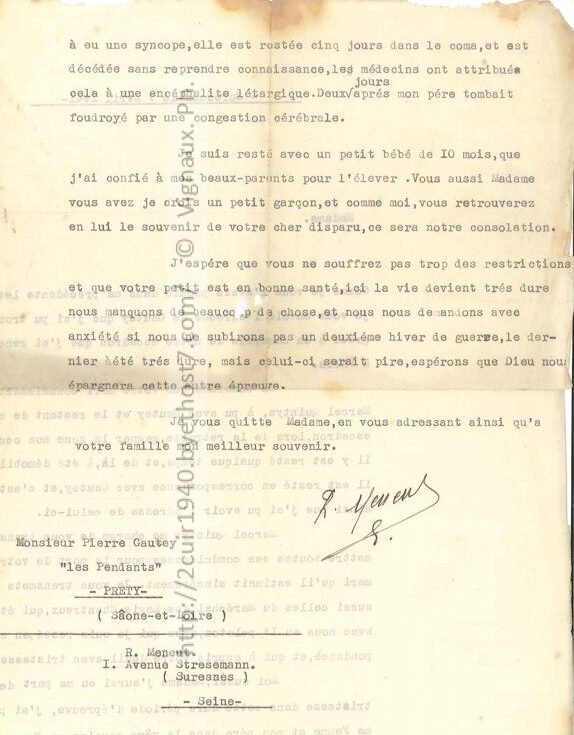 à eu une syncope,elle est restée cinq jours dans le coma,et est
décédée sans reprendre connaissance,les médecins ont attribués
jours
cela à une encéphalite létargique.Deux/aprés mon pére tombait
foudroyé par une congestion cérébrale.
Je suis resté avec un petit bébé de IO mois,que
j'ai confié à mes beaux-parents pour l'élever .Vous aussi Madame
vous avez je crois un petit garçon,et comme moi,vous retrouverez
en lui le souvenir de votre cher disparu,ce sera notre consolation.
J'espére que vous ne souffrez pas trop des restrictions
et que votre petit est en bonne santé,ici la vie devient trés dure
nous manquons de beaucoup de chose,et nous nous demandons avec
anxiété si nous ne subirons pas un deuxiéme hiver de guerre,le der-
nier àété trés dure, mais celui-ci serait pire,espérons que Dieu nous
épargnera cette autre épreuve.
Je vous quitte Madame,en vous adressant ainsi qu'a
votre famille mon meilleur souvenir.
R. Meneut
Monsieur Pierre Gautey
"les Pendants"
- PRETY-
( Sâone-et-Loire )
R. Meneut.
I. Avenue Stresemann.
( Suresnes )
- Seine-
http://2cuir1940.byethost7.com/ © Vignaux. Ph.